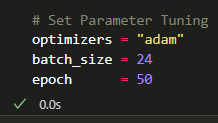 # Set Parameter Tuning
optimizers = "adam"
batch_size = 24
epoch      = 50
✓ 0.0s